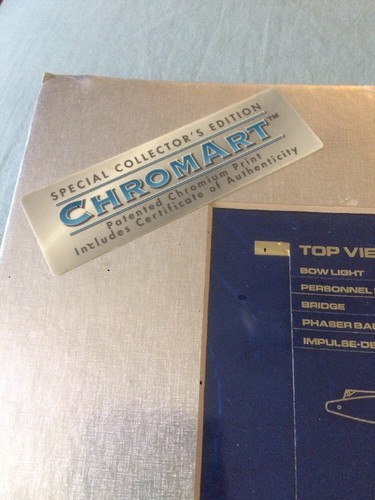 SPECIAL COLLECTOR'S EDITION
CHROMART™
Patented Chromium Print
Includes Certificate of Authenticity
TOP VIE
BOW LIGHT
PERSONNEL
BRIDGE
PHASER BA
IMPULSE-DE